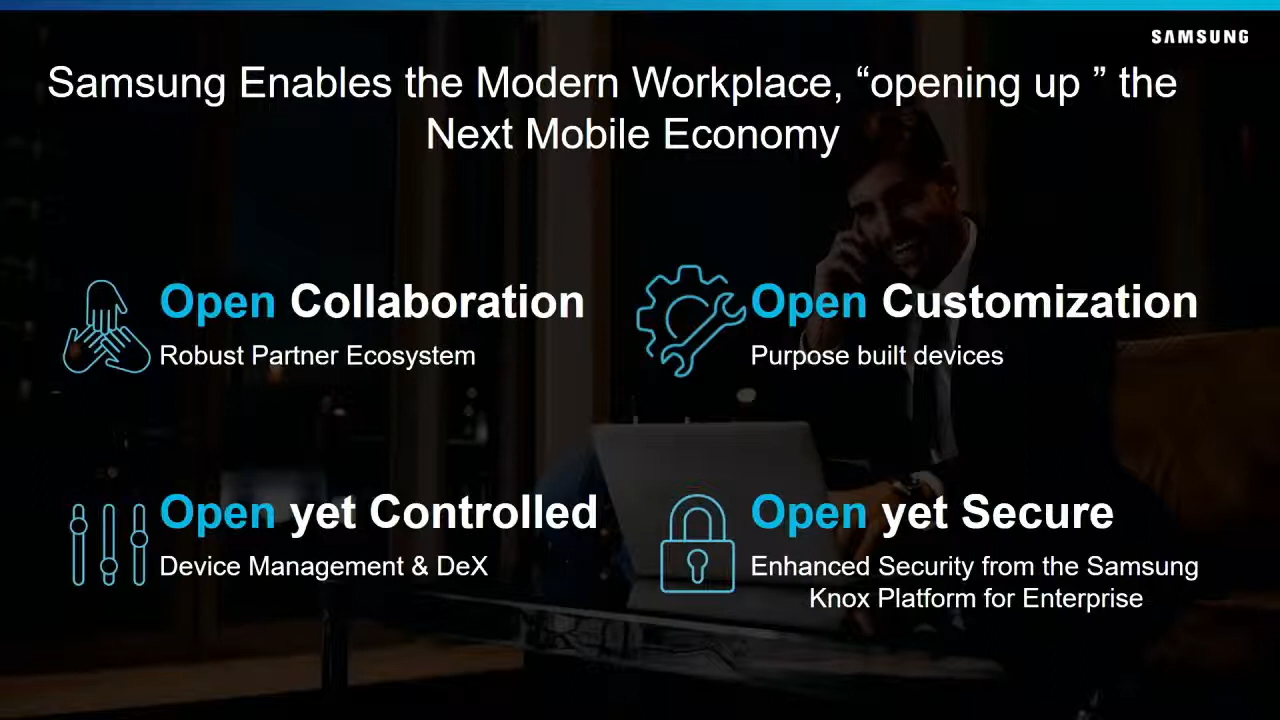 SAMSUNG
Samsung Enables the Modern Workplace, “opening up ” the
Next Mobile Economy
Open Collaboration
Robust Partner Ecosystem
Open Customization
Purpose built devices
Open yet Controlled
Device Management & DeX
Open yet Secure
Enhanced Security from the Samsung
Knox Platform for Enterprise